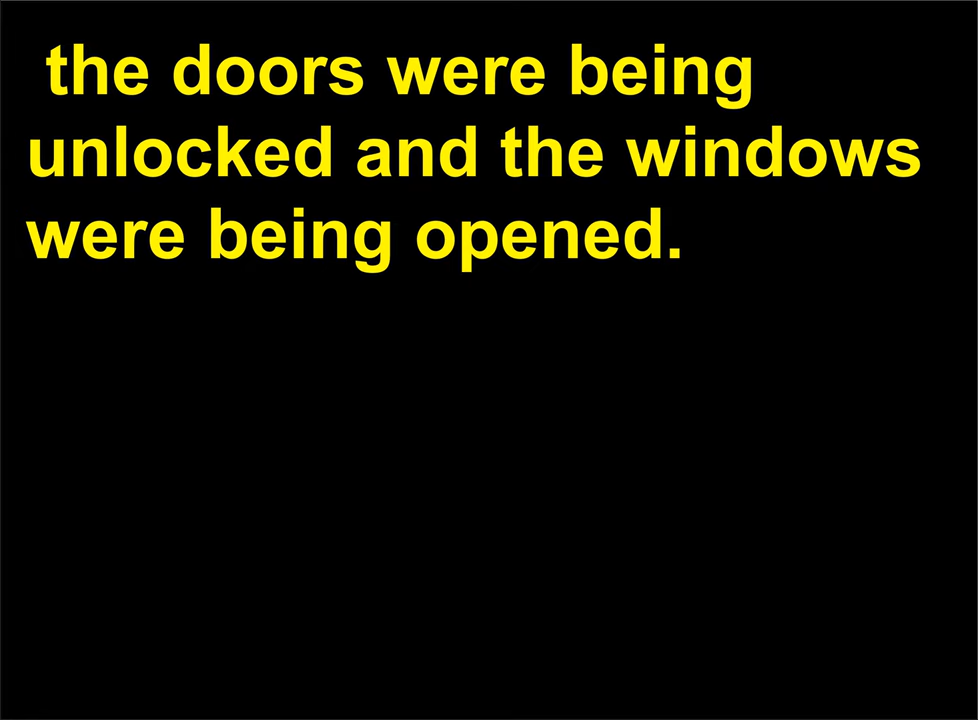 the doors were being
unlocked and the windows
were being opened.